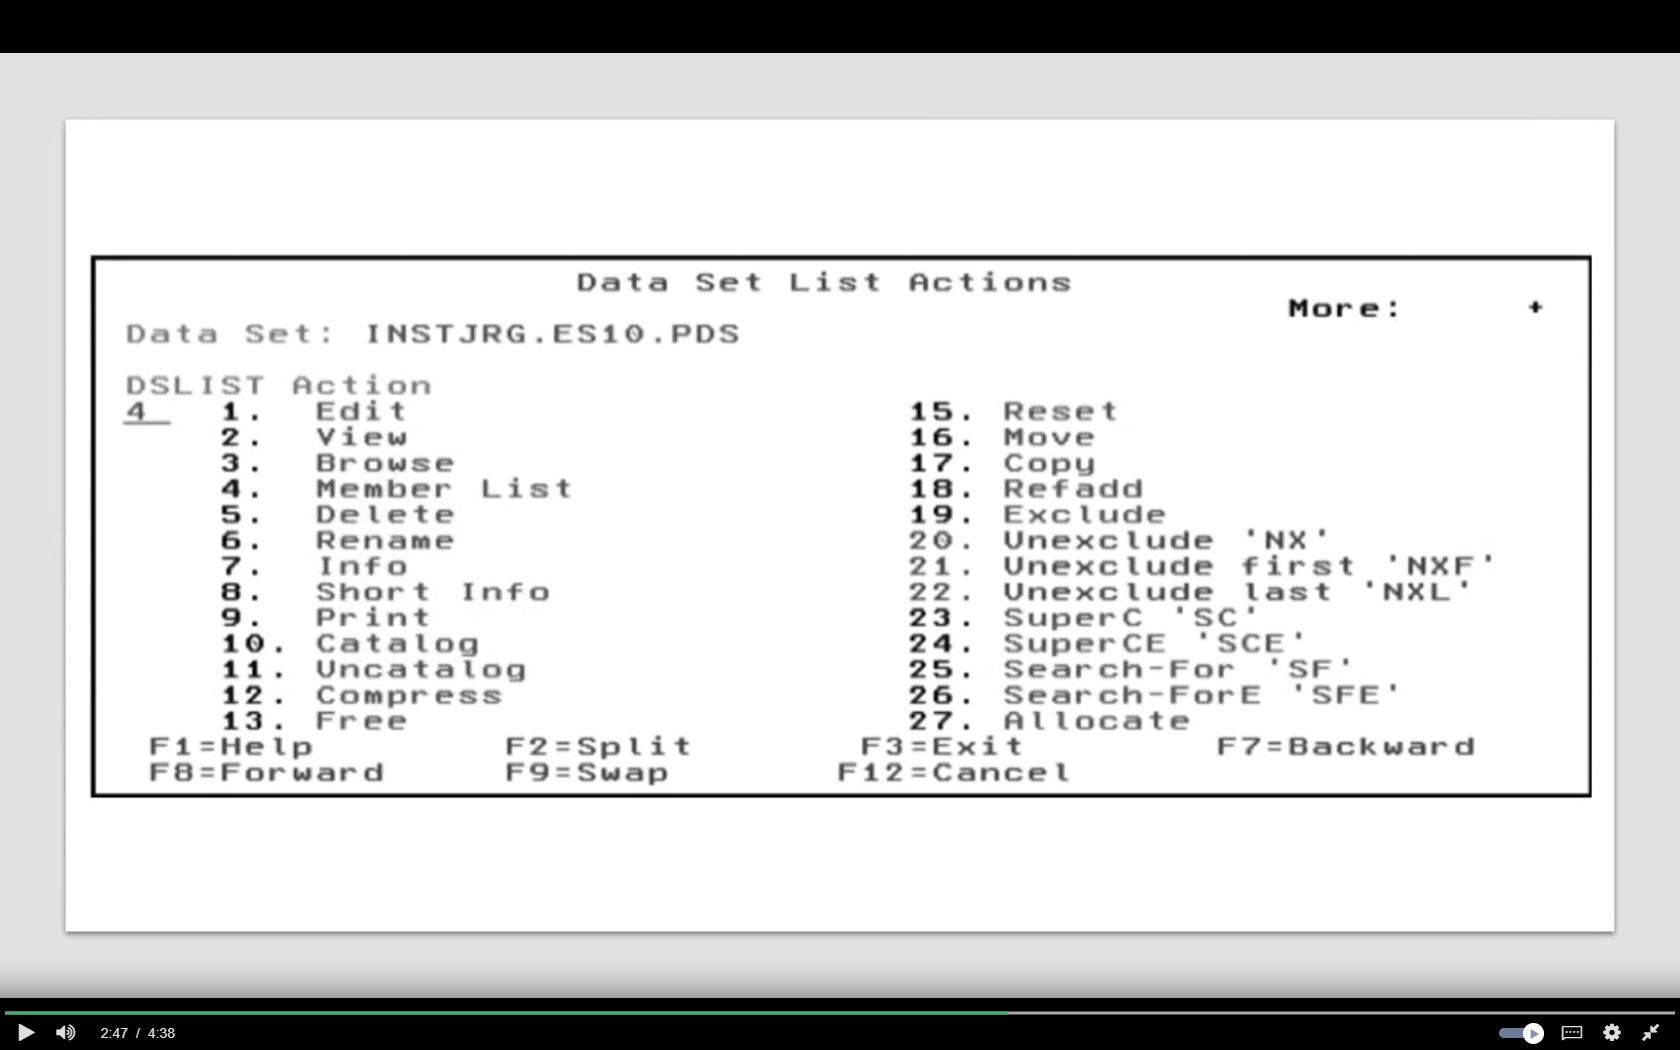 Data Set List Actions
More: +
Data Set: INSTJRG.ES10.PDS
DSLIST Action
4 1. Edit 15. Reset
2. View 16. Move
3. Browse 17. Copy
4. Member List 18. Refadd
5. Delete 19. Exclude
6. Rename 20. Unexclude 'NX'
7. Info 21. Unexclude first 'NXF'
8. Short Info 22. Unexclude last 'NXL'
9. Print 23. SuperC 'SC'
10. Catalog 24. SuperCE 'SCE'
11. Uncatalog 25. Search-For 'SF'
12. Compress 26. Search-ForE 'SFE'
13. Free 27. Allocate
F1=Help F2=Split F3=Exit F7=Backward
F8=Forward F9=Swap F12=Cancel
2:47 / 4:38